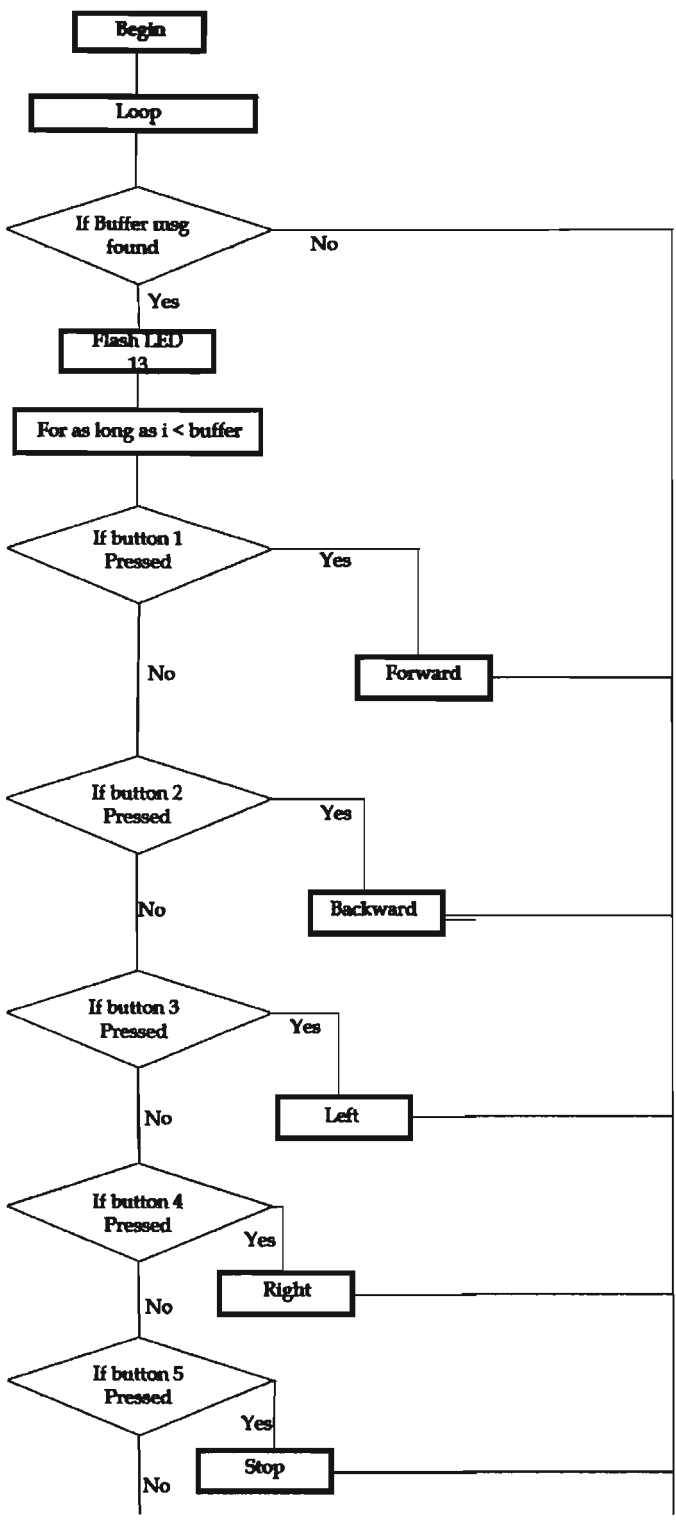 Begin
Loop
If Buffer msg
found
No
Yes
Flash LED
13
For as long as i < buffer
If button 1
Pressed
Yes
No
Forward
If button 2
Pressed
Yes
No
Backward
If button 3
Pressed
Yes
No
Left
If button 4
Pressed
Yes
No
Right
If button 5
Pressed
Yes
No
Stop